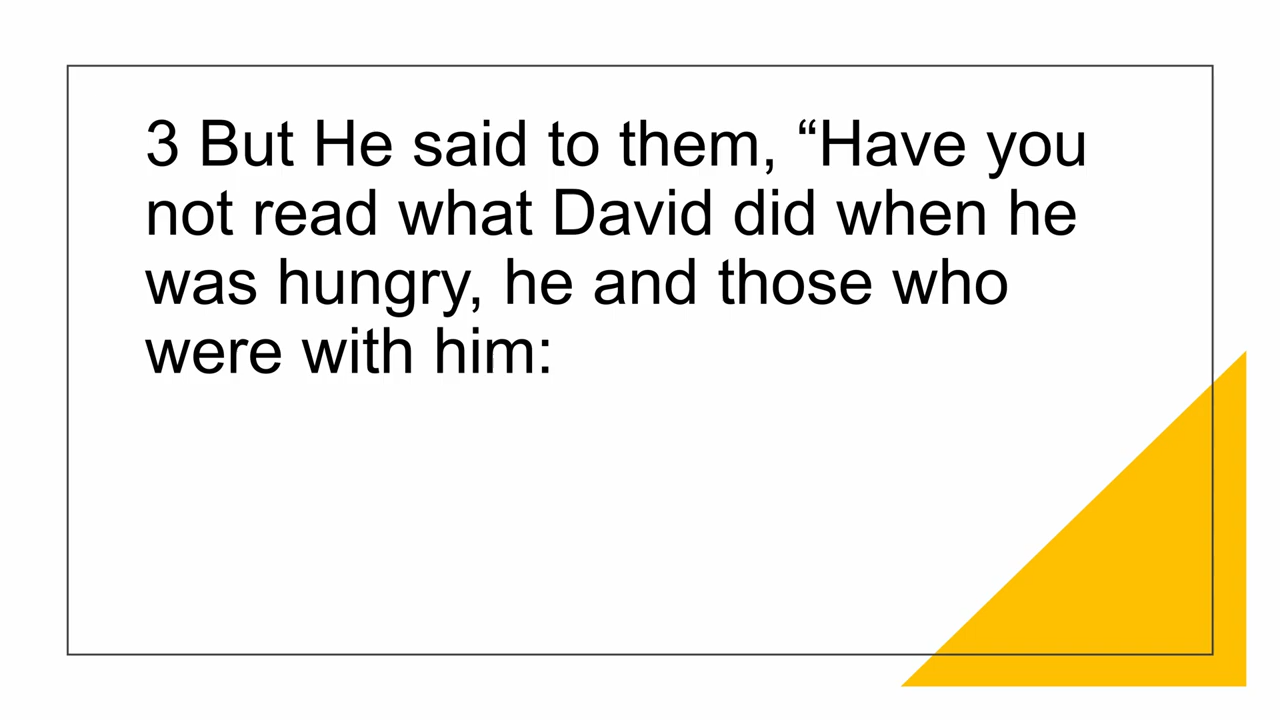 3 But He said to them, “Have you
not read what David did when he
was hungry, he and those who
were with him: